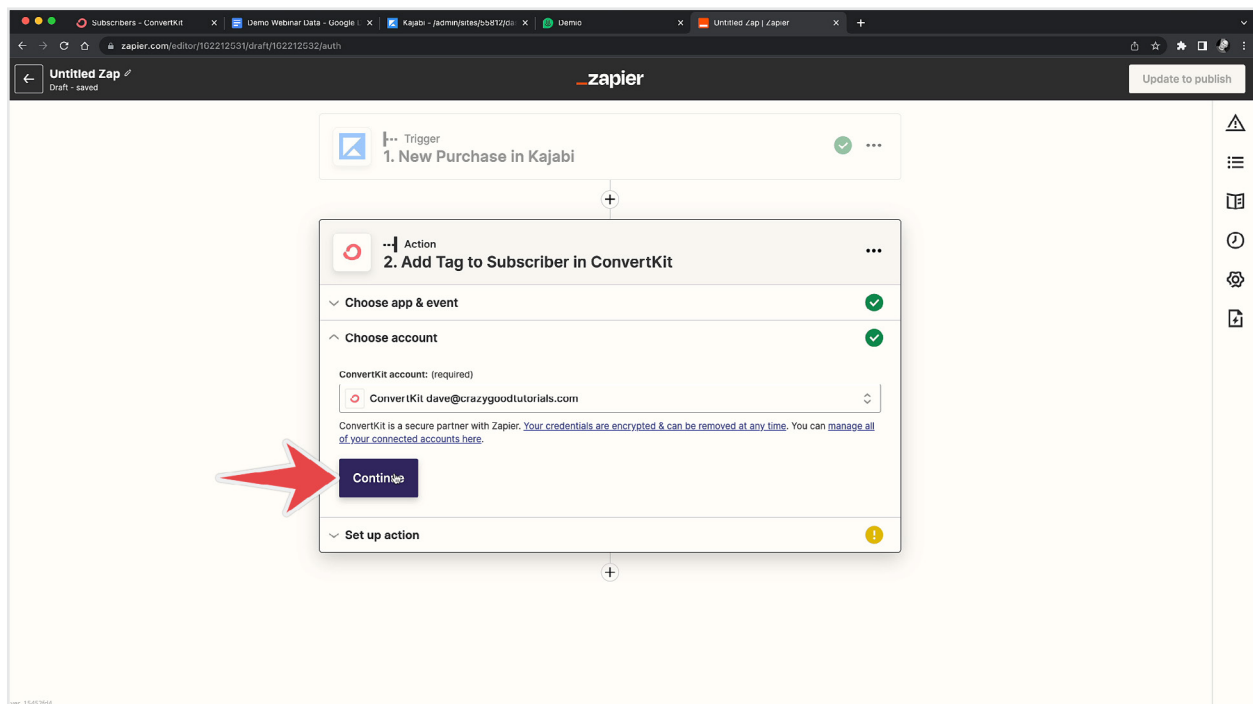 Subscribers - ConvertKit
Demo Webinar Data - Google
Kajabi - /admin/sites/55812/da
Demio
Untitled Zap | Zapier
zapier.com/editor/102212531/draft/102212532/auth
Untitled Zap
Draft - saved
_zapier
Update to publish
Trigger
1. New Purchase in Kajabi
Action
2. Add Tag to Subscriber in ConvertKit
Choose app & event
Choose account
ConvertKit account: (required)
ConvertKit dave@crazygoodtutorials.com
ConvertKit is a secure partner with Zapier. Your credentials are encrypted & can be removed at any time. You can manage all
of your connected accounts here.
Continue
Set up action